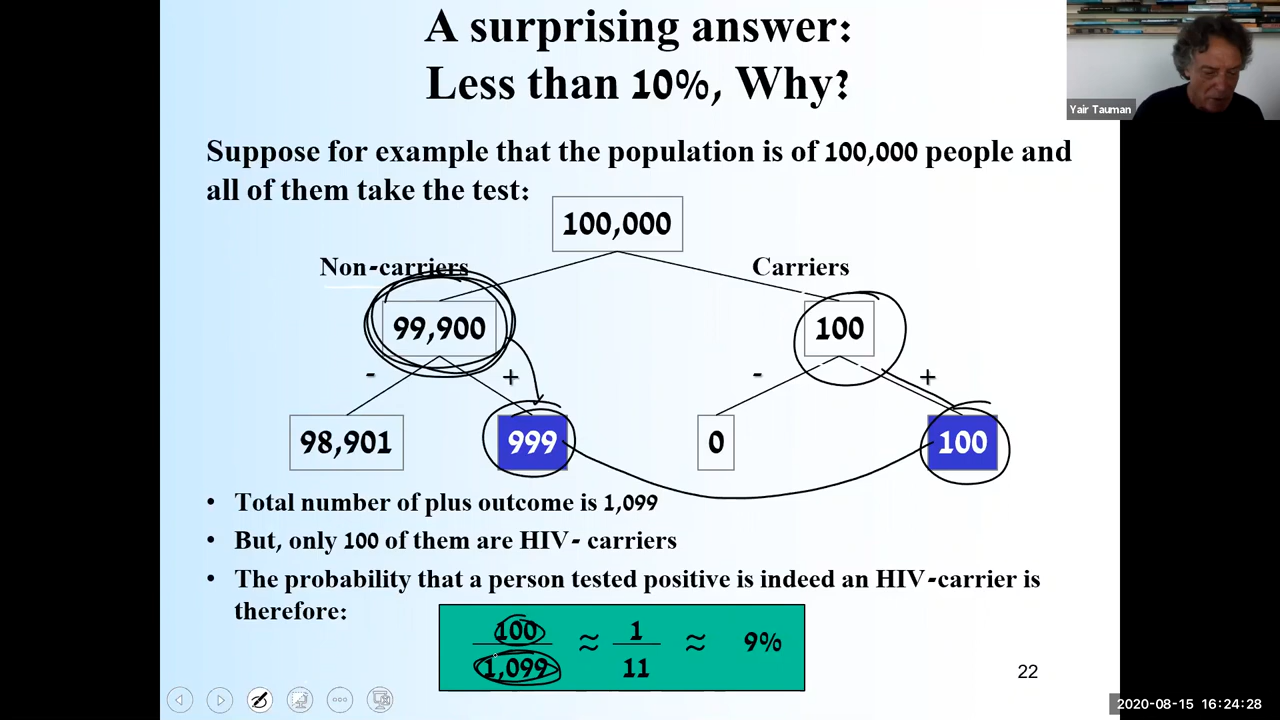 A surprising answer:
Less than 10%, Why?
Yair Tauman
Suppose for example that the population is of 100,000 people and
all of them take the test:
100,000
Non-carriers
Carriers
99,900
100
- + - +
98,901
999
0
100
• Total number of plus outcome is 1,099
• But, only 100 of them are HIV- carriers
• The probability that a person tested positive is indeed an HIV-carrier is
therefore:
100 1
≈ ≈ 9%
1,099 11
22
2020-08-15 16:24:28